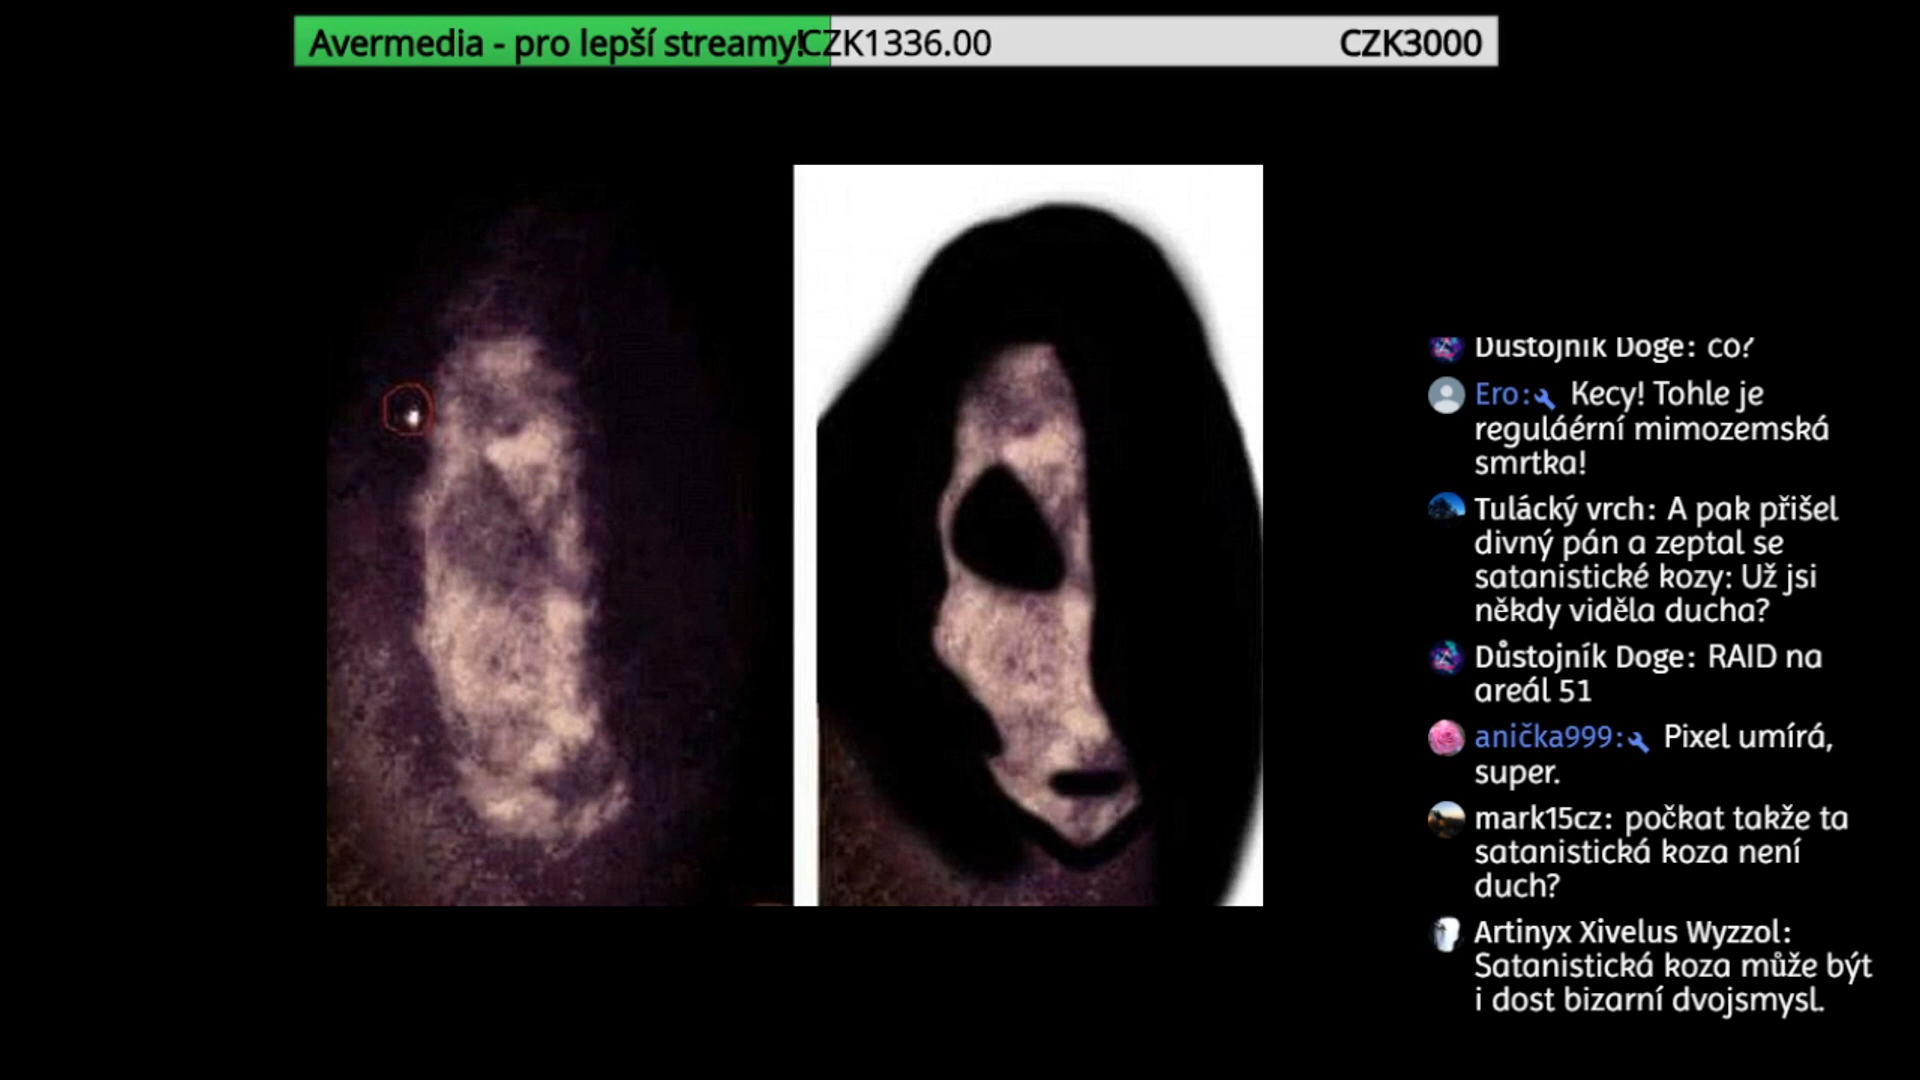 Avermedia - pro lepší streamy! CZK1336.00 CZK3000
Důstojník Doge: co?
Ero: Kecy! Tohle je
reguláérní mimozemská
smrtka!
Tulácký vrch: A pak přišel
divný pán a zeptal se
satanistické kozy: Už jsi
někdy viděla ducha?
Důstojník Doge: RAID na
areál 51
anička999: Pixel umírá,
super.
mark15cz: počkat takže ta
satanistická koza není
duch?
Artinyx Xivelus Wyzzol:
Satanistická koza může být
i dost bizarní dvojsmysl.